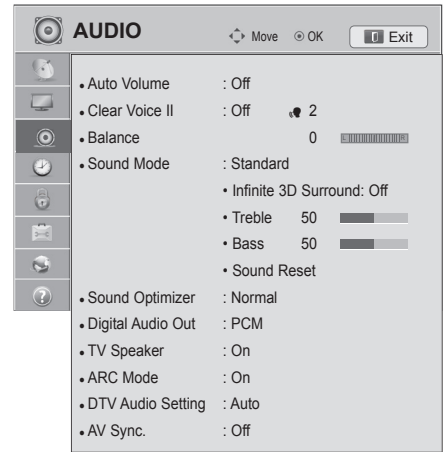 AUDIO Move OK Exit
• Auto Volume : Off
• Clear Voice II : Off 2
• Balance 0 L R
• Sound Mode : Standard
• Infinite 3D Surround: Off
• Treble 50
• Bass 50
• Sound Reset
• Sound Optimizer : Normal
• Digital Audio Out : PCM
• TV Speaker : On
• ARC Mode : On
• DTV Audio Setting : Auto
• AV Sync. : Off